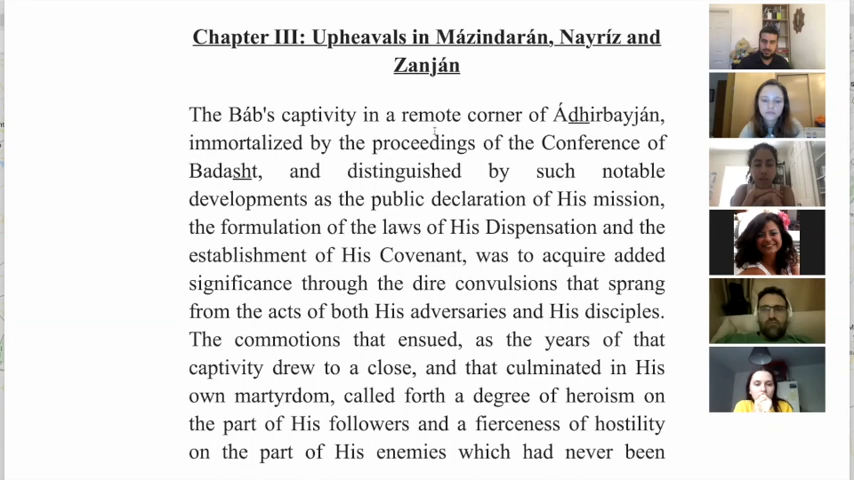 Chapter III: Upheavals in Mázindarán, Nayríz and
Zanján
The Báb's captivity in a remote corner of Ádhirbayján,
immortalized by the proceedings of the Conference of
Badasht, and distinguished by such notable
developments as the public declaration of His mission,
the formulation of the laws of His Dispensation and the
establishment of His Covenant, was to acquire added
significance through the dire convulsions that sprang
from the acts of both His adversaries and His disciples.
The commotions that ensued, as the years of that
captivity drew to a close, and that culminated in His
own martyrdom, called forth a degree of heroism on
the part of His followers and a fierceness of hostility
on the part of His enemies which had never been